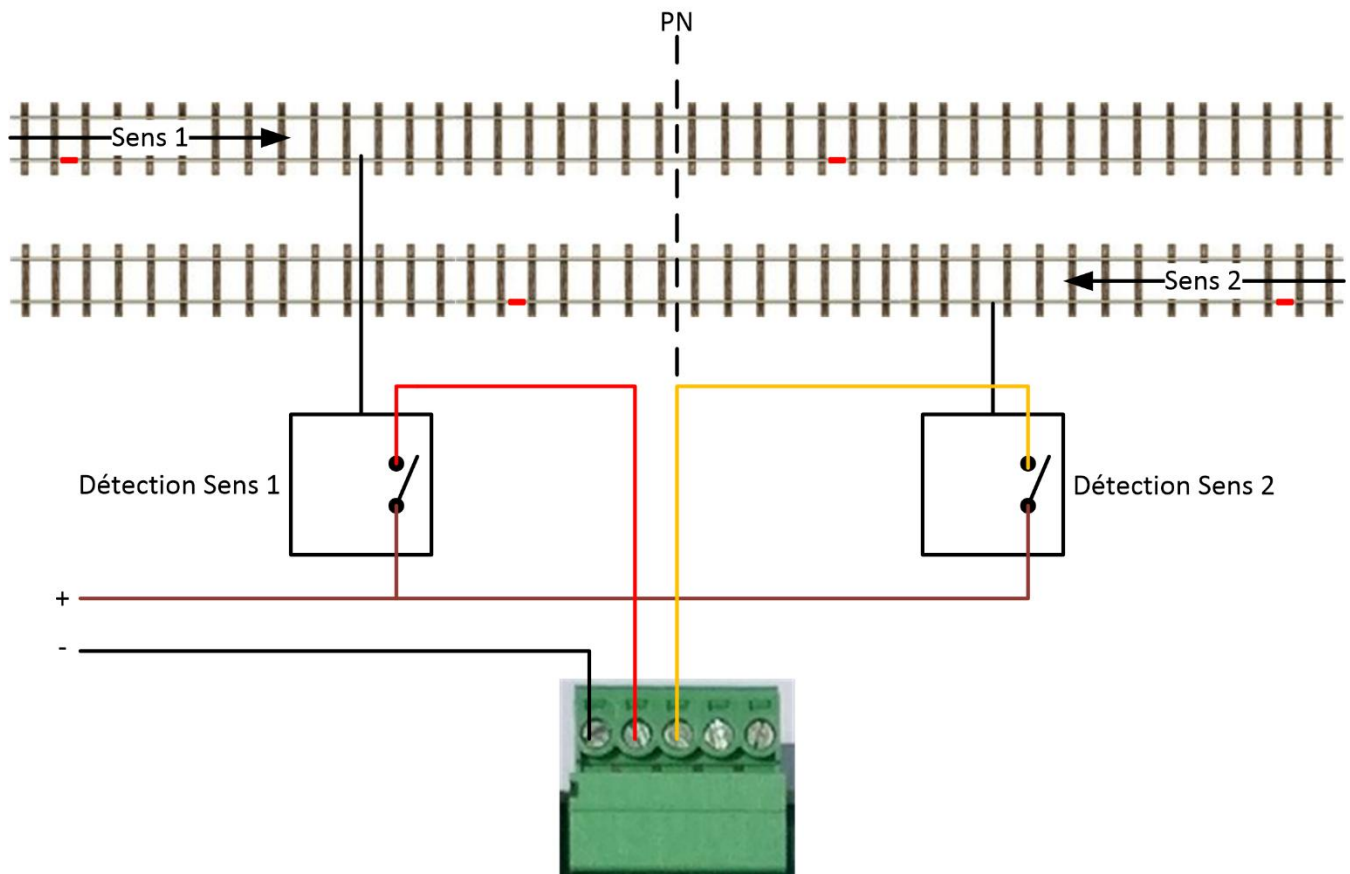 PN
Sens 1
Sens 2
Détection Sens 1
Détection Sens 2
+
-